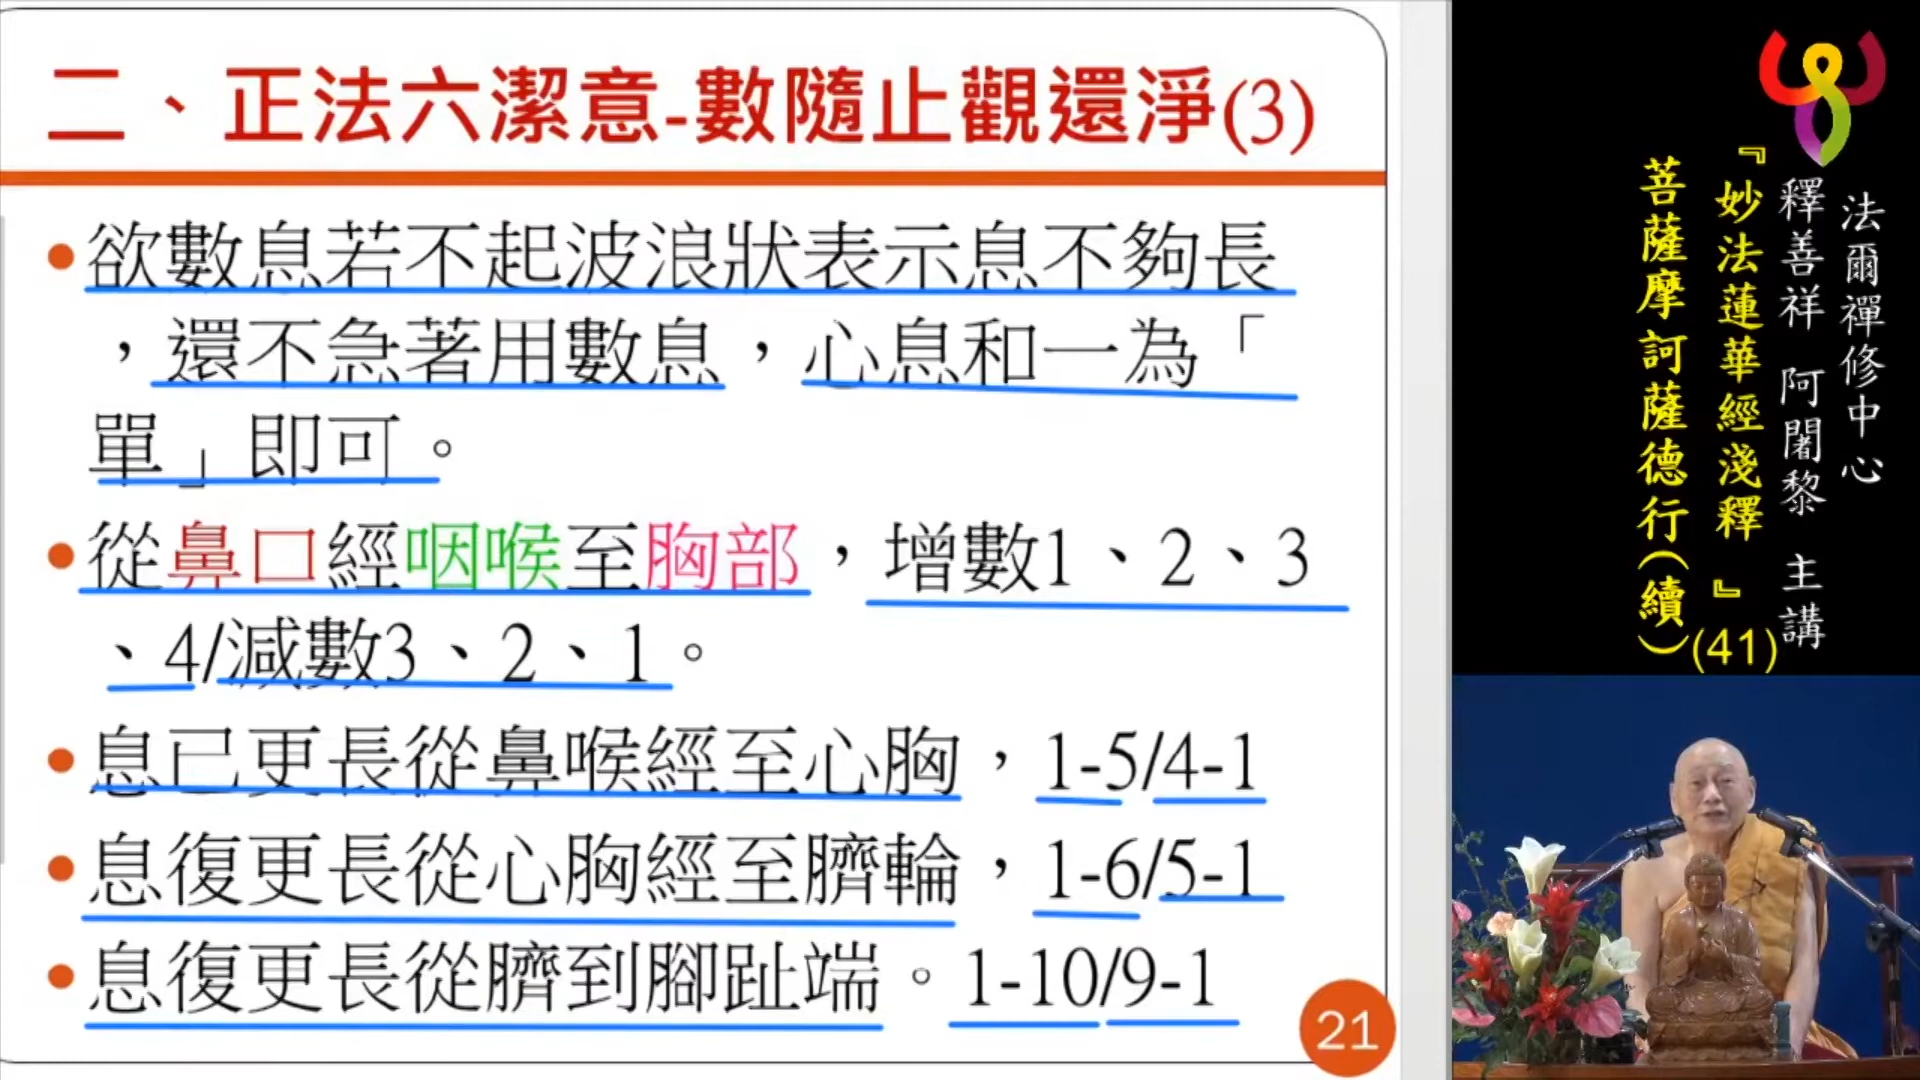 二、正法六潔意-數隨止觀還淨(3)
欲數息若不起波浪狀表示息不夠長
，還不急著用數息，心息和一為「
單」即可。
從鼻口經咽喉至胸部，增數1、2、3
、4/減數3、2、1。
息已更長從鼻喉經至心胸，1-5/4-1
息復更長從心胸經至臍輪，1-6/5-1
息復更長從臍到腳趾端。1-10/9-1
21
法爾禪修中心
釋善祥 阿闍黎 主講
『妙法蓮華經淺釋』(41)
菩薩摩訶薩德行(續)